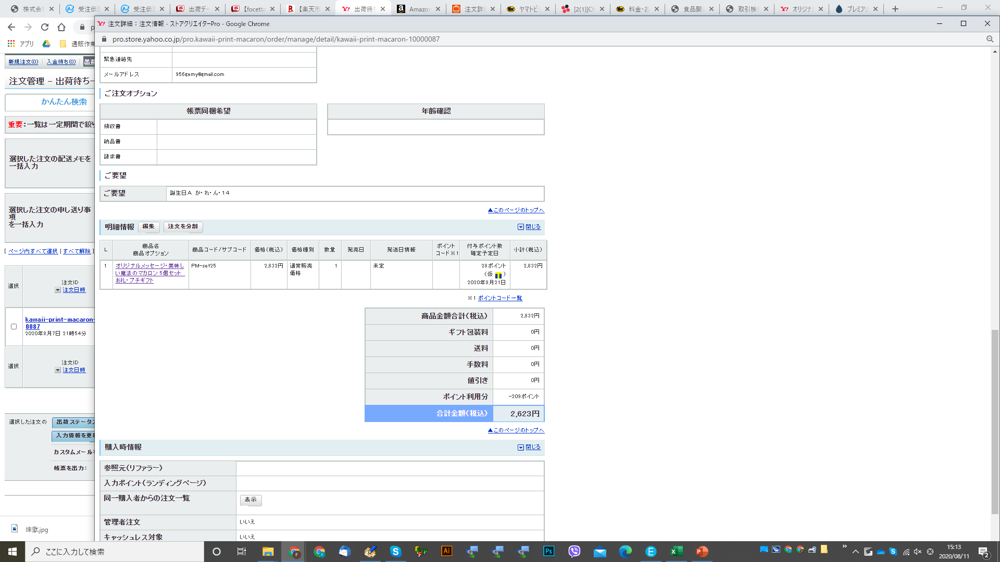 株式会社
受注伝票
受注伝票
出荷デー
【focetta
【楽天市
出荷待ち
Amazon
注文詳細
ヤマトビジ
[2(1)]Ch
料金・お
食品関連
取引検索
オリジナル
プレミアム
注文詳細：注文情報 - ストアクリエイターPro - Google Chrome
pro.store.yahoo.co.jp/pro.kawaii-print-macaron/order/manage/detail/kawaii-print-macaron-10000087
アプリ
通販作業
新規注文(0)
入金待ち(0)
出荷
注文管理 – 出荷待ち一
かんたん検索
重要：一覧は一定期間で絞り
選択した注文の配送メモを
一括入力
選択した注文の申し送り事
項
を一括入力
[ ページ内すべて選択 | すべて解除 ]
選択
注文ID
注文日時
kawaii-print-macaron-
0087
2020年8月7日 21時54分
選択
注文ID
注文日時
選択した注文の
出荷ステータス
入力情報を更新
カスタムメールを
帳票を出力:
緊急連絡先
メールアドレス
956gemy@gmail.com
ご注文オプション
帳票同梱希望
年齢確認
領収書
納品書
請求書
ご要望
ご要望
誕生日A か・れ・ん・14
▲このページのトップへ
明細情報
編集
注文を分割
閉じる
L
商品名
商品オプション
商品コード/サブコード
価格(税込)
価格種別
数量
発売日
発送日情報
ポイント
コード※1
付与ポイント数
確定予定日
小計(税込)
1
オリジナルメッセージ・美味し
い魔法のマカロン 5個セット
お礼・プチギフト
PM-set25
2,832円
通常販売
価格
1
未定
28ポイント
(仮 )
2020年8月21日
2,832円
※1 ポイントコード一覧
商品金額合計(税込)
2,832円
ギフト包装料
0円
送料
0円
手数料
0円
値引き
0円
ポイント利用分
-209ポイント
合計金額(税込)
2,623円
▲このページのトップへ
購入時情報
閉じる
参照元(リファラー)
入力ポイント(ランディングページ)
同一購入者からの注文一覧
表示
管理者注文
いいえ
キャッシュレス対象
いいえ
煉獄.jpg
ここに入力して検索
15:13
2020/08/11
2